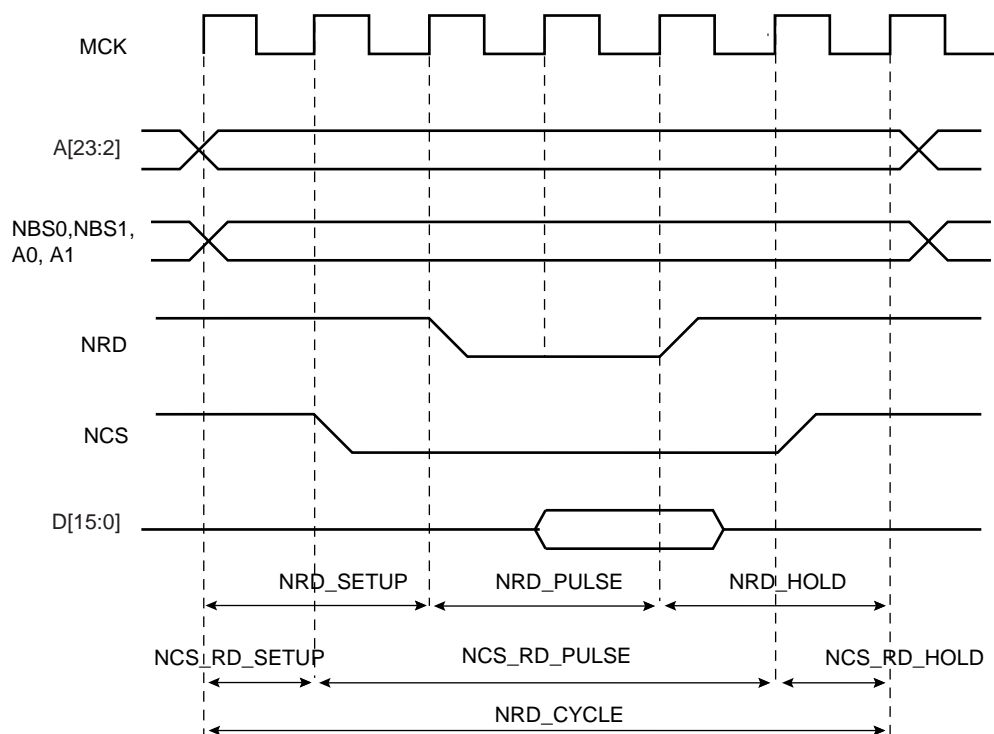 MCK
A[23:2]
NBS0,NBS1,
A0, A1
NRD
NCS
D[15:0]
NRD_SETUP NRD_PULSE NRD_HOLD
NCS_RD_SETUP NCS_RD_PULSE NCS_RD_HOLD
NRD_CYCLE